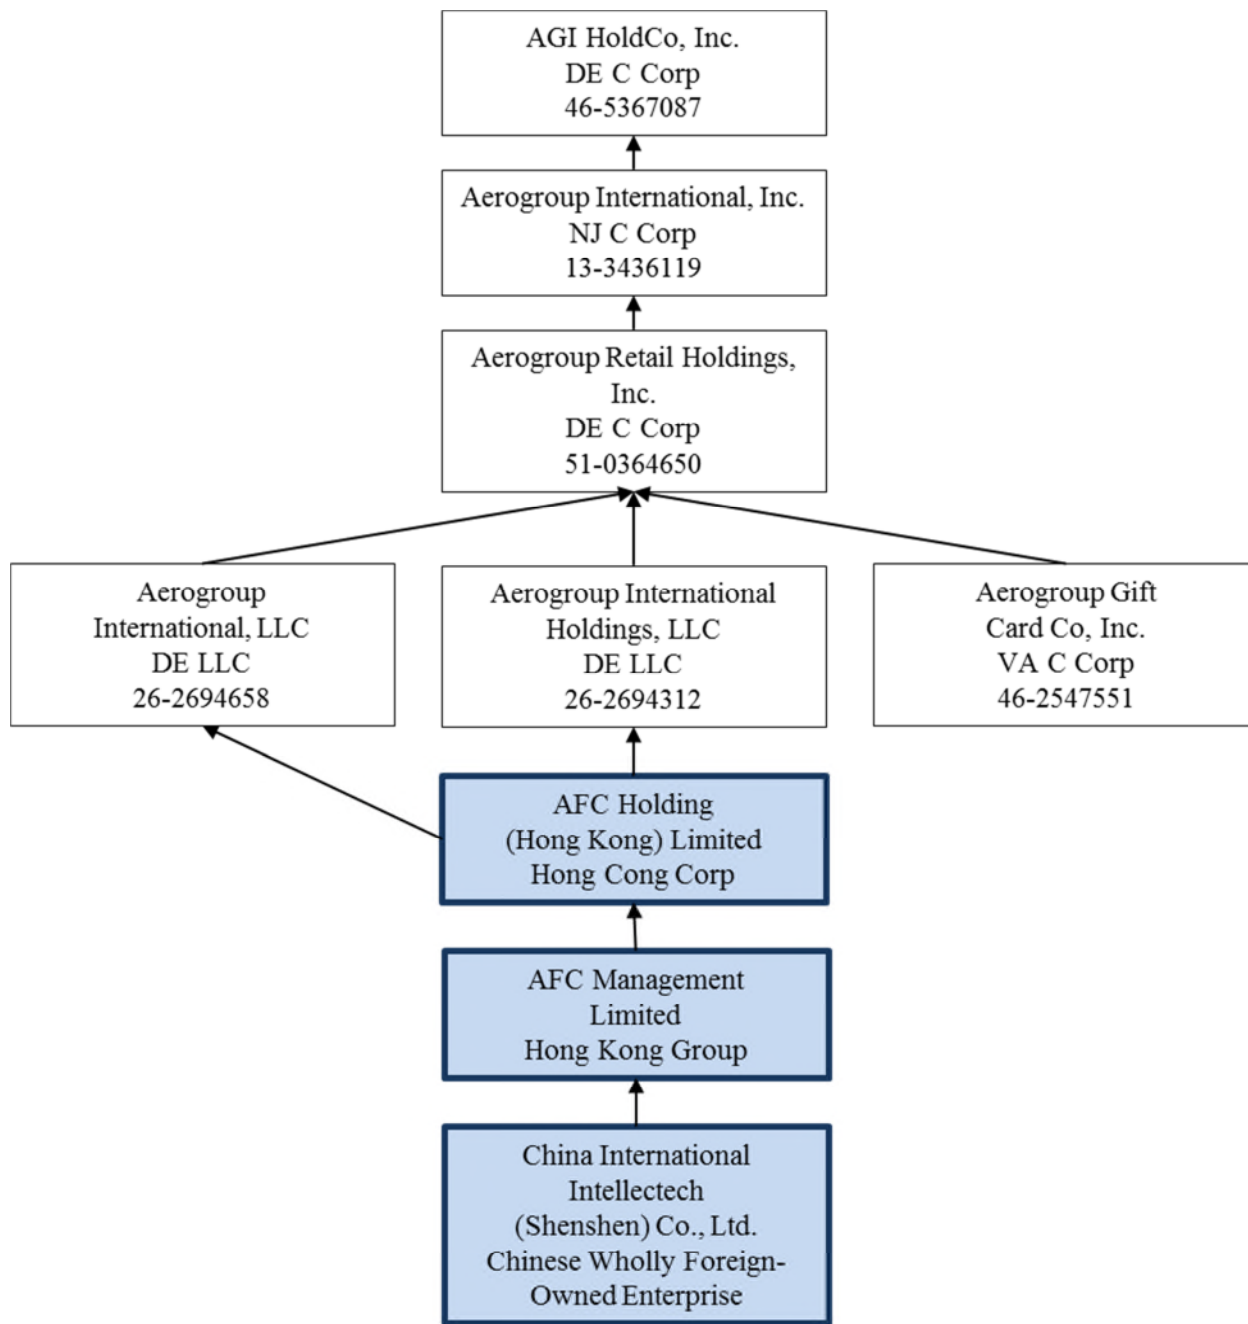 AGI HoldCo, Inc.
DE C Corp
46-5367087
Aerogroup International, Inc.
NJ C Corp
13-3436119
Aerogroup Retail Holdings,
Inc.
DE C Corp
51-0364650
Aerogroup
International, LLC
DE LLC
26-2694658
Aerogroup International
Holdings, LLC
DE LLC
26-2694312
Aerogroup Gift
Card Co, Inc.
VA C Corp
46-2547551
AFC Holding
(Hong Kong) Limited
Hong Cong Corp
AFC Management
Limited
Hong Kong Group
China International
Intellectech
(Shenshen) Co., Ltd.
Chinese Wholly Foreign-
Owned Enterprise